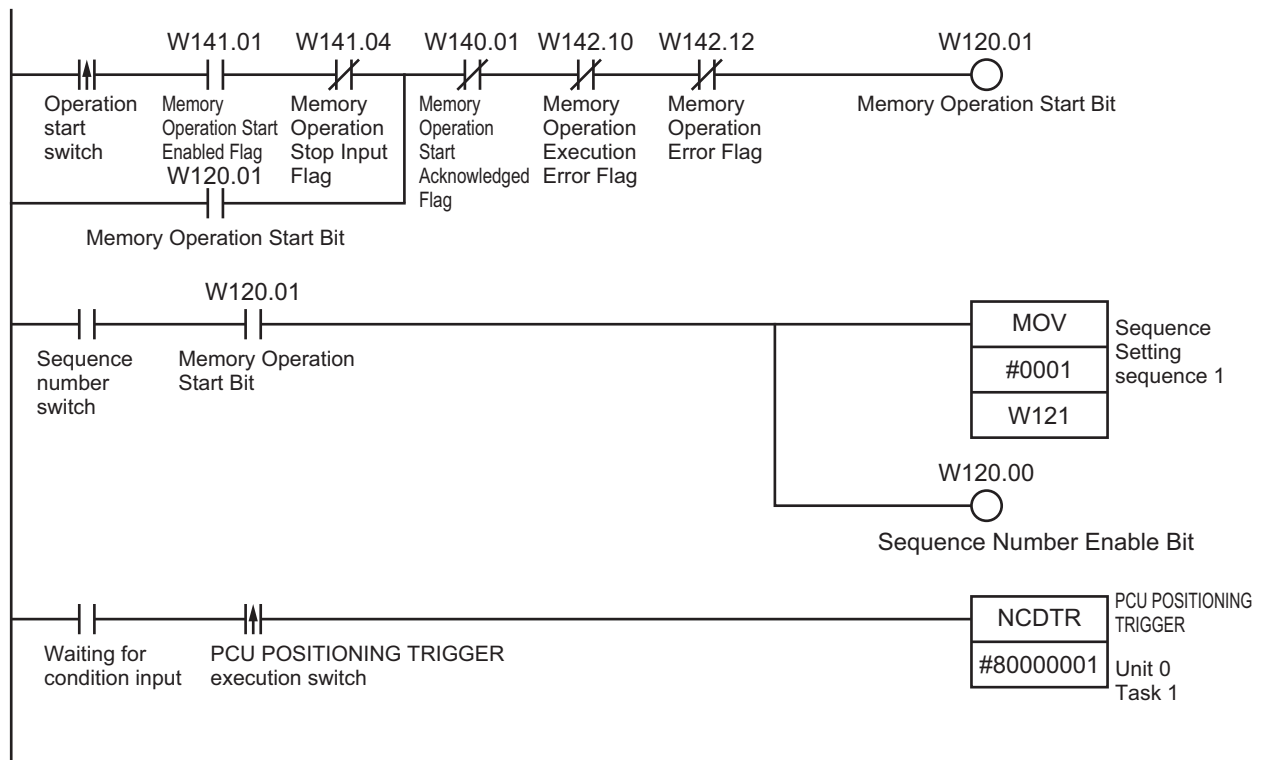 W141.01
W141.04
W140.01
W142.10
W142.12
W120.01
Operation
start
switch
Memory
Operation Start
Enabled Flag
Memory
Operation
Stop Input
Flag
Memory
Operation
Start
Acknowledged
Flag
Memory
Operation
Execution
Error Flag
Memory
Operation
Error Flag
Memory Operation Start Bit
W120.01
Memory Operation Start Bit
W120.01
Sequence
number
switch
Memory Operation
Start Bit
MOV
#0001
W121
Sequence
Setting
sequence 1
W120.00
Sequence Number Enable Bit
Waiting for
condition input
PCU POSITIONING TRIGGER
execution switch
NCDTR
#80000001
PCU POSITIONING
TRIGGER
Unit 0
Task 1